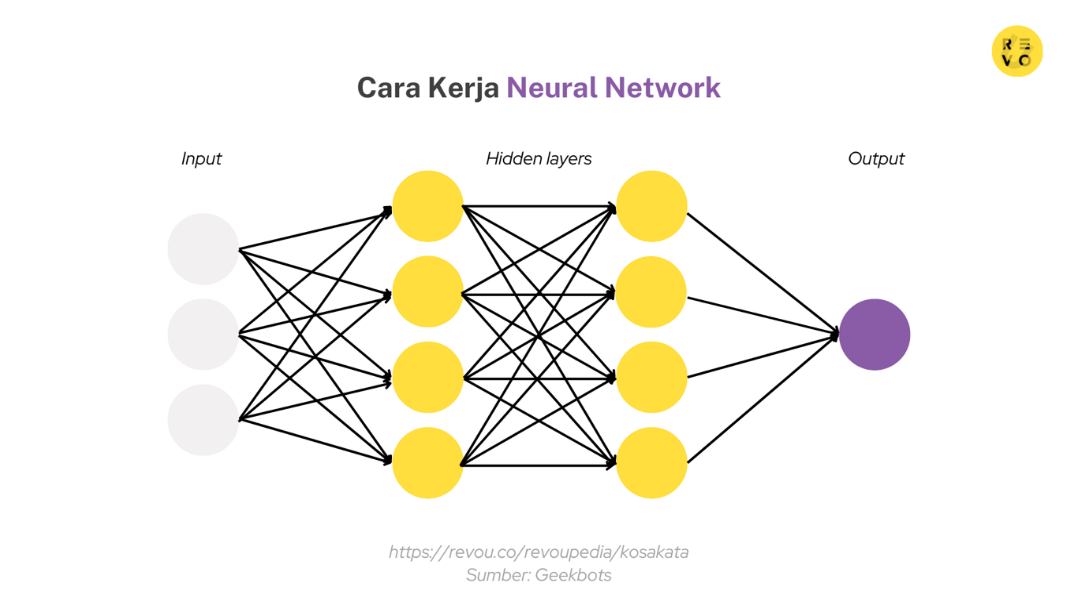 RE
VO
Cara Kerja Neural Network
Input
Hidden layers
Output
https://revou.co/revoupedia/kosakata
Sumber: Geekbots